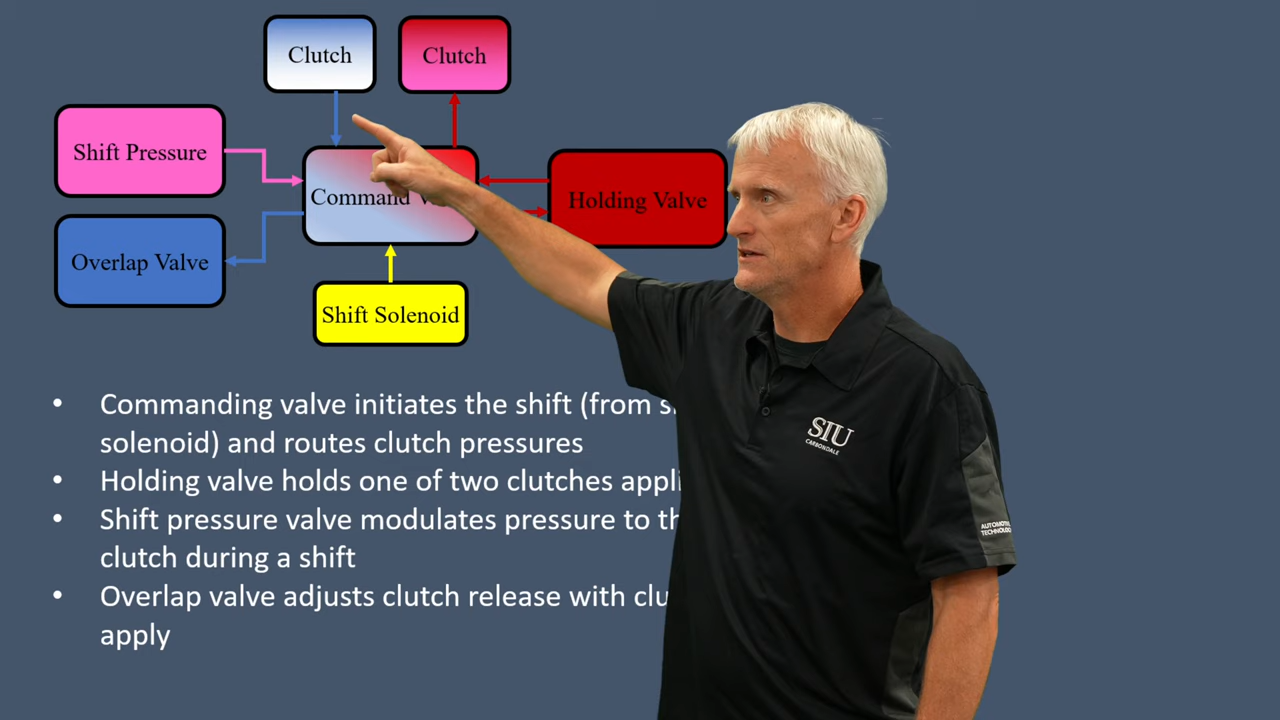 Clutch
Clutch
Shift Pressure
Command
Holding Valve
Overlap Valve
Shift Solenoid
• Commanding valve initiates the shift (from
solenoid) and routes clutch pressures
• Holding valve holds one of two clutches
• Shift pressure valve modulates pressure to
clutch during a shift
• Overlap valve adjusts clutch release with
apply
SIU
CARBONDALE